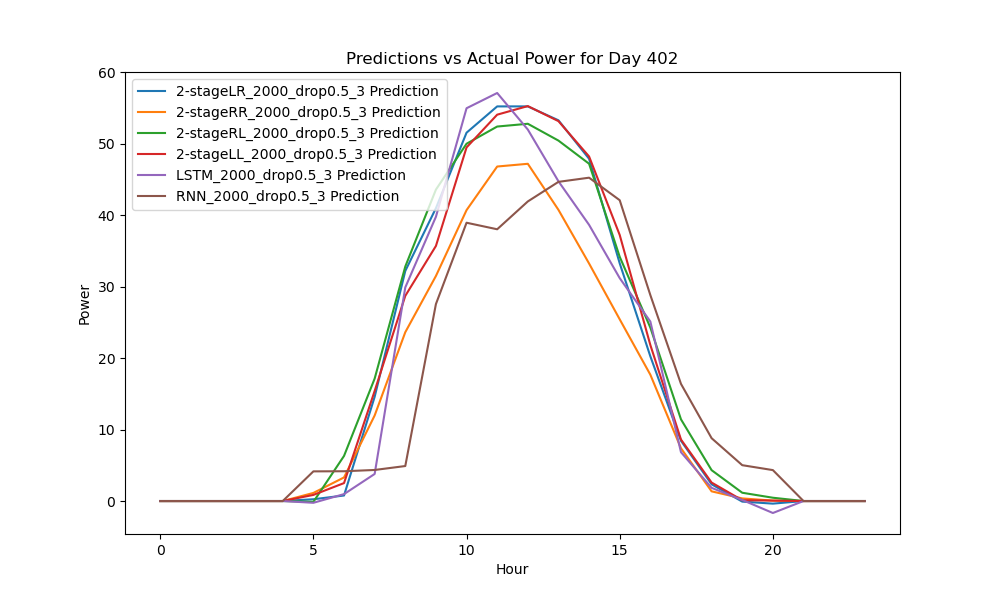 Predictions vs Actual Power for Day 402
2-stageLR_2000_drop0.5_3 Prediction
2-stageRR_2000_drop0.5_3 Prediction
2-stageRL_2000_drop0.5_3 Prediction
2-stageLL_2000_drop0.5_3 Prediction
LSTM_2000_drop0.5_3 Prediction
RNN_2000_drop0.5_3 Prediction
60
50
40
30
20
10
0
Power
0 5 10 15 20
Hour